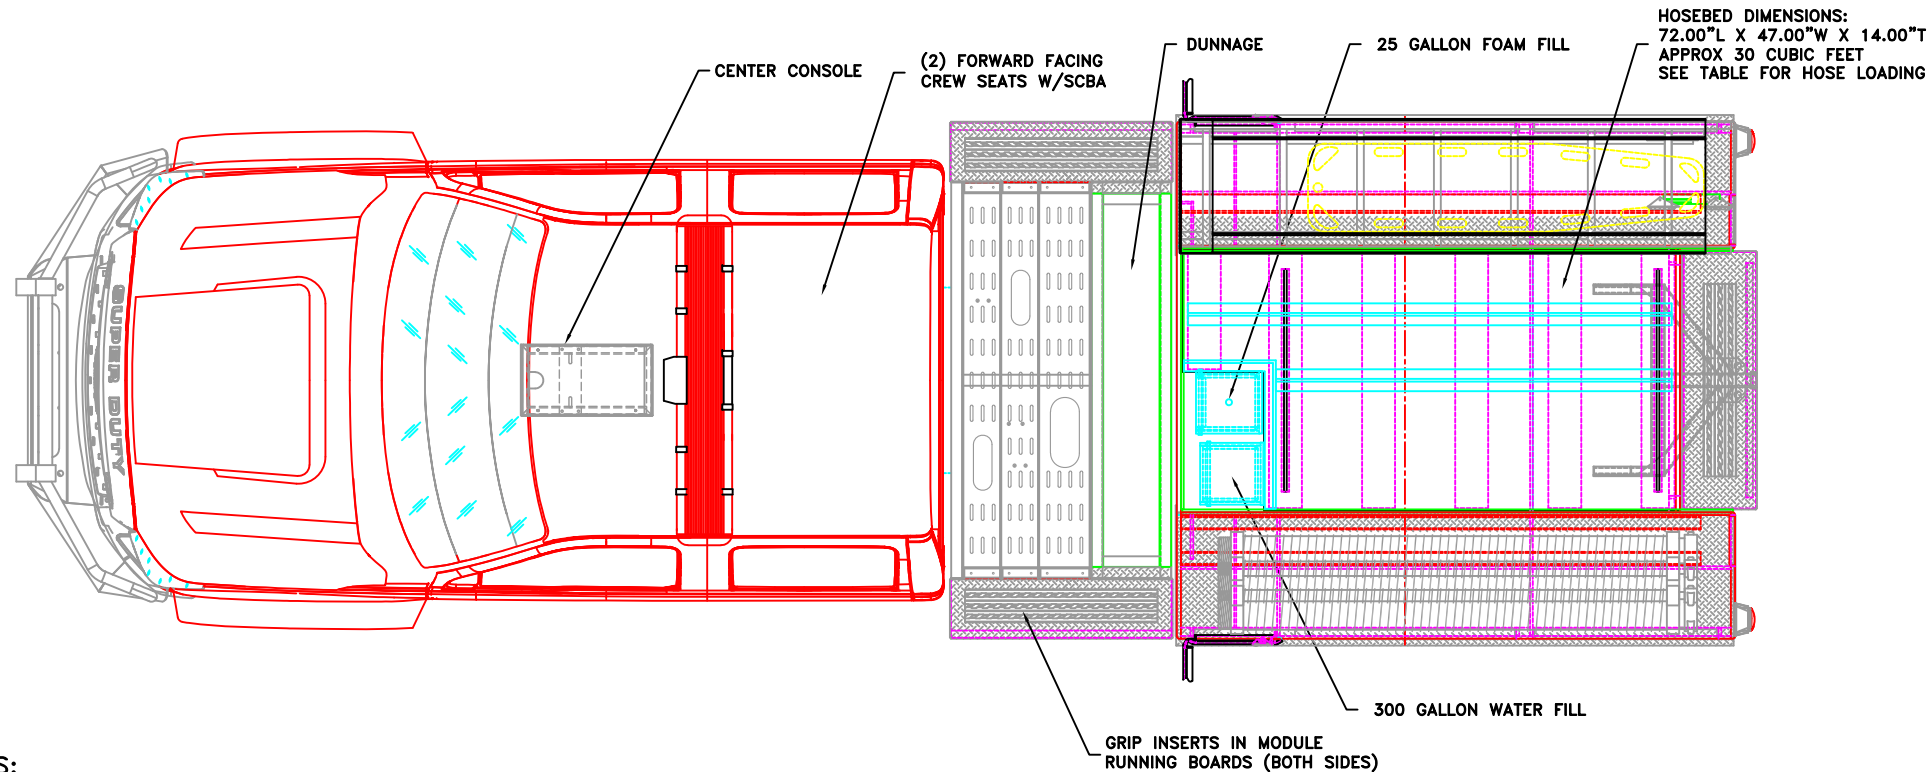 HOSEBED DIMENSIONS:
72.00"L X 47.00"W X 14.00"T
APPROX 30 CUBIC FEET
SEE TABLE FOR HOSE LOADING
DUNNAGE
25 GALLON FOAM FILL
(2) FORWARD FACING
CREW SEATS W/SCBA
CENTER CONSOLE
SUPER DUTY
300 GALLON WATER FILL
GRIP INSERTS IN MODULE
RUNNING BOARDS (BOTH SIDES)
S: